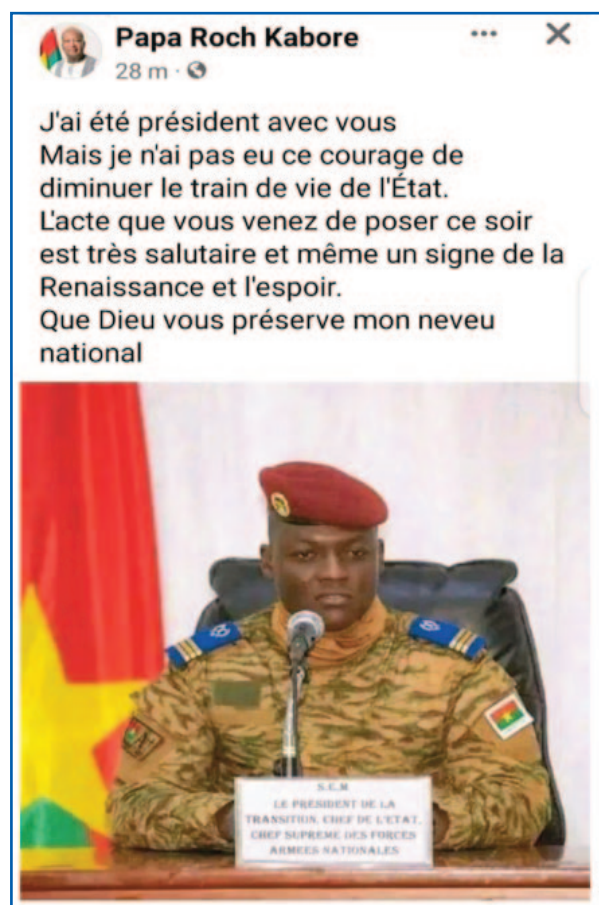 Papa Roch Kabore
28 m
J'ai été président avec vous
Mais je n'ai pas eu ce courage de
diminuer le train de vie de l'État.
L'acte que vous venez de poser ce soir
est très salutaire et même un signe de la
Renaissance et l'espoir.
Que Dieu vous préserve mon neveu
national
S.E.M
LE PRESIDENT DE LA
TRANSITION, CHEF DE L'ETAT,
CHEF SUPREME DES FORCES
ARMEES NATIONALES